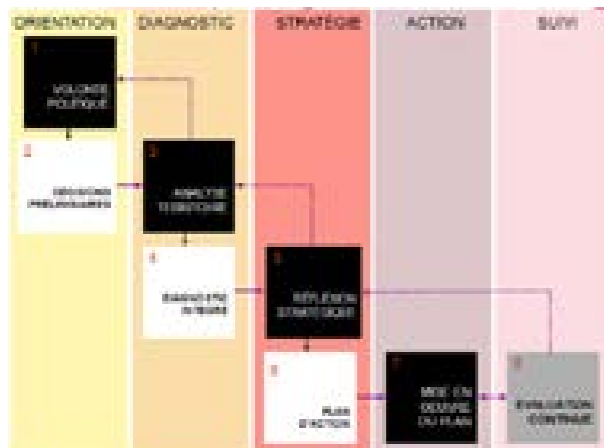 ORIENTATION
DIAGNOSTIC
STRATÉGIE
ACTION
SUIVI
1
VOLONTÉ
POLITIQUE
2
DÉCISIONS
PRÉLIMINAIRES
3
ANALYSE
TERRITOIRE
4
DIAGNOSTIC
INTÉGRÉ
5
RÉFLEXION
STRATÉGIQUE
6
PLAN
D'ACTION
7
MISE EN
OEUVRE
DU PLAN
8
ÉVALUATION
CONTINUE